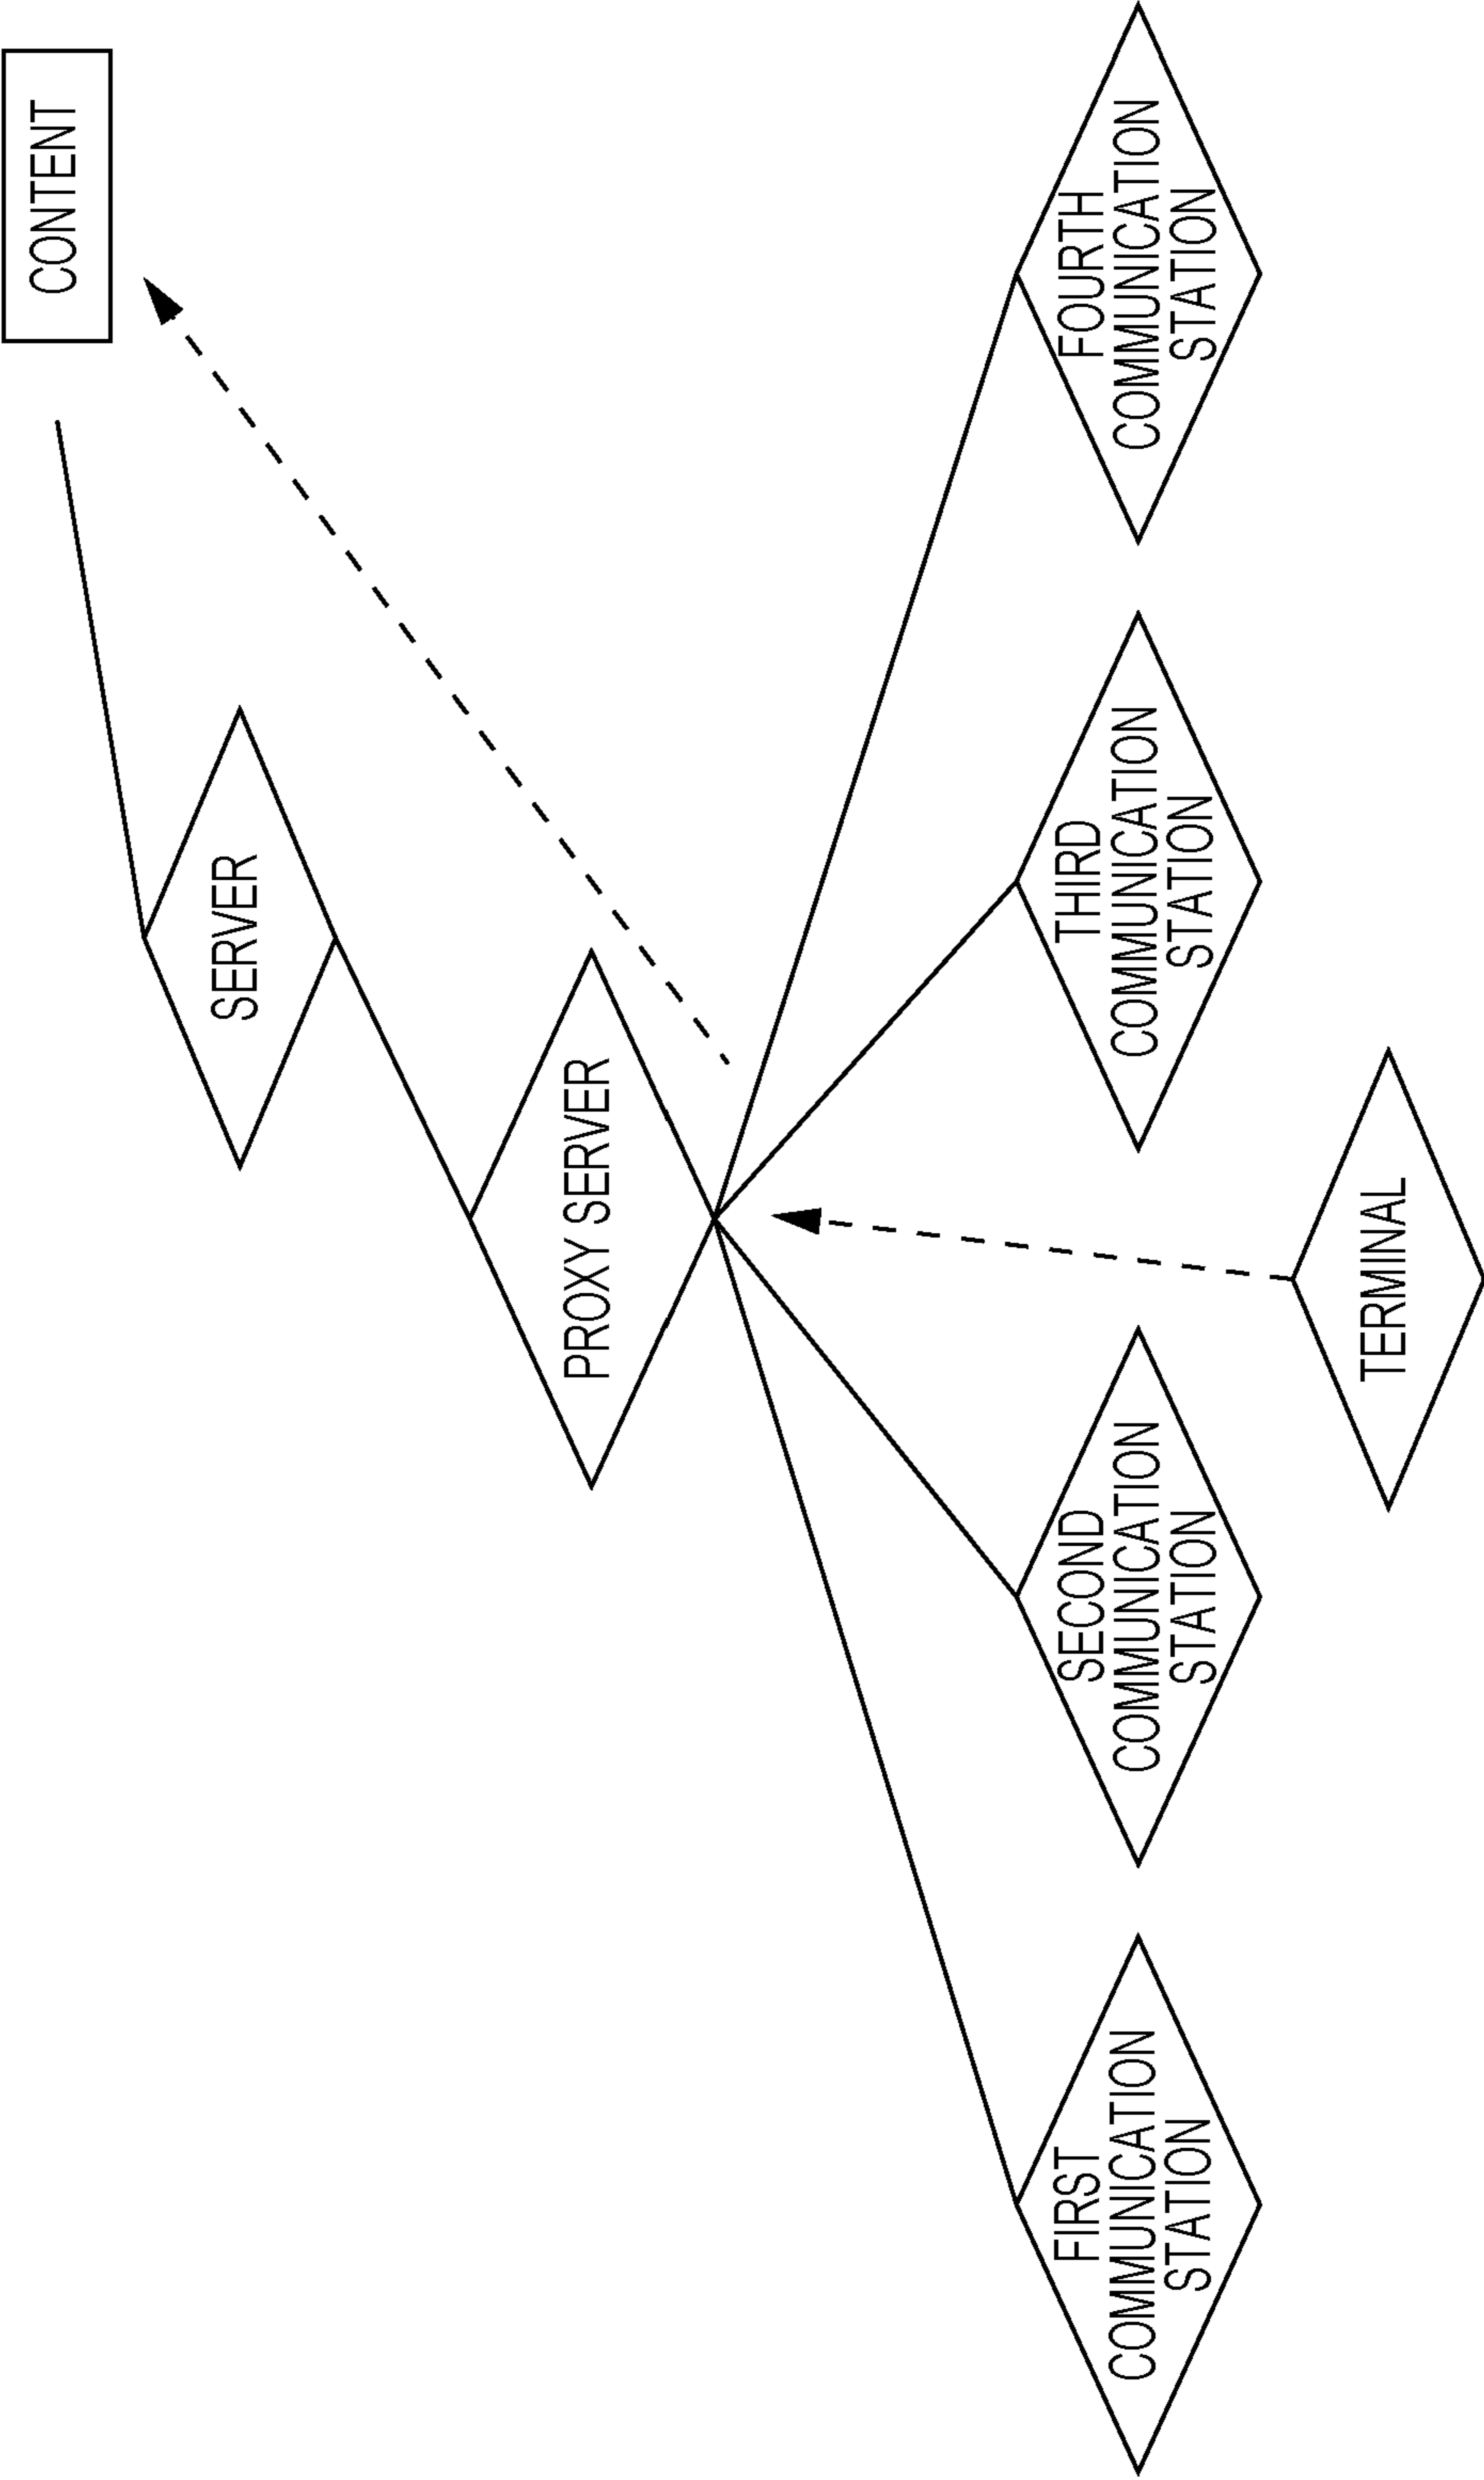 CONTENT
SERVER
PROXY SERVER
FIRST
COMMUNICATION
STATION
SECOND
COMMUNICATION
STATION
THIRD
COMMUNICATION
STATION
FOURTH
COMMUNICATION
STATION
TERMINAL